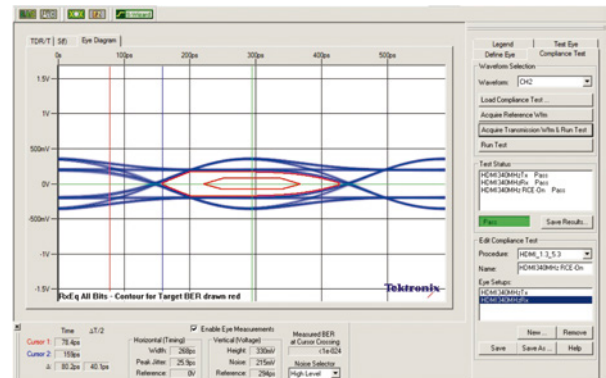 TDR/T
S(f)
Eye Diagram
0ps 100ps 200ps 300ps 400ps 500ps
1.5V
1V
500mV
0V
-500mV
-1V
-1.5V
RxEq All Bits - Contour for Target BER drawn red
Tektronix
Legend Test Eye
Define Eye Compliance Test
Waveform Selection
Waveform: CH2
Load Compliance Test ...
Acquire Reference Wfm
Acquire Transmission Wfm & Run Test
Run Test
Test Status
HDMI340MHzTx Pass
HDMI340MHzRx Pass
HDMI340MHz RCE-On Pass
Pass Save Results...
Edit Compliance Test
Procedure: HDMI_1.3_5.3
Name: HDMI340MHz RCE-On
Eye Setups:
HDMI340MHzTx
HDMI340MHzRx
New... Remove
Save Save As... Help
Time Δ1/2
Cursor 1: 78.4ps
Cursor 2: 159ps
Δ: 80.2ps 40.1ps
Enable Eye Measurements
Horizontal (Timing)
Width: 268ps
Peak Jitter: 25.9ps
Reference: 0V
Vertical (Voltage)
Height: 330mV
Noise: 215mV
Reference: 294ps
Measured BER
at Cursor Crossing
<1e-024
Noise Selector
High Level